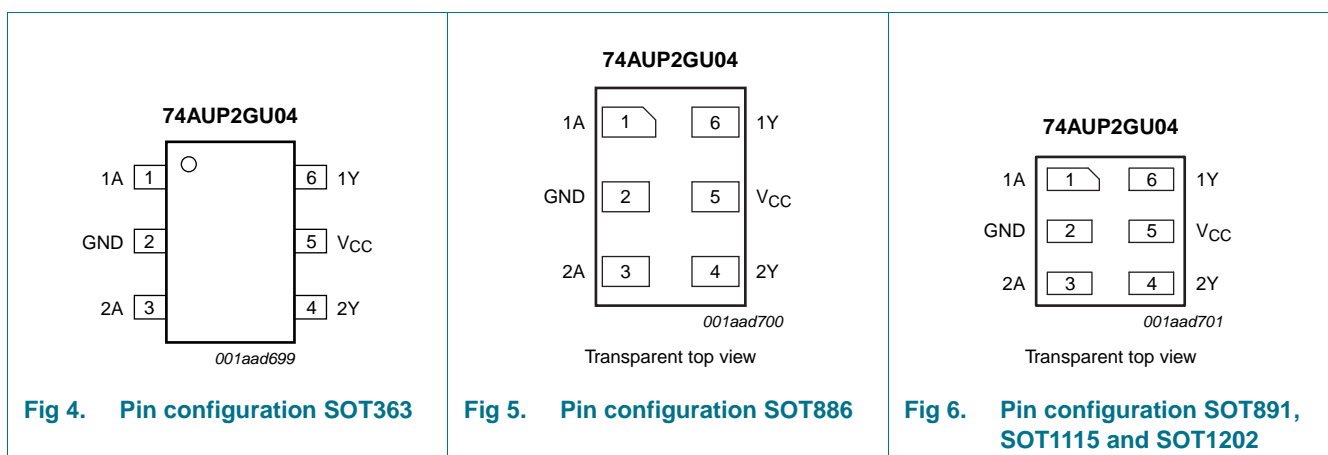 74AUP2GU04
1A 1 6 1Y
GND 2 5 VCC
2A 3 4 2Y
001aad699
Fig 4. Pin configuration SOT363
74AUP2GU04
1A 1 6 1Y
GND 2 5 VCC
2A 3 4 2Y
001aad700
Transparent top view
Fig 5. Pin configuration SOT886
74AUP2GU04
1A 1 6 1Y
GND 2 5 VCC
2A 3 4 2Y
001aad701
Transparent top view
Fig 6. Pin configuration SOT891,
SOT1115 and SOT1202